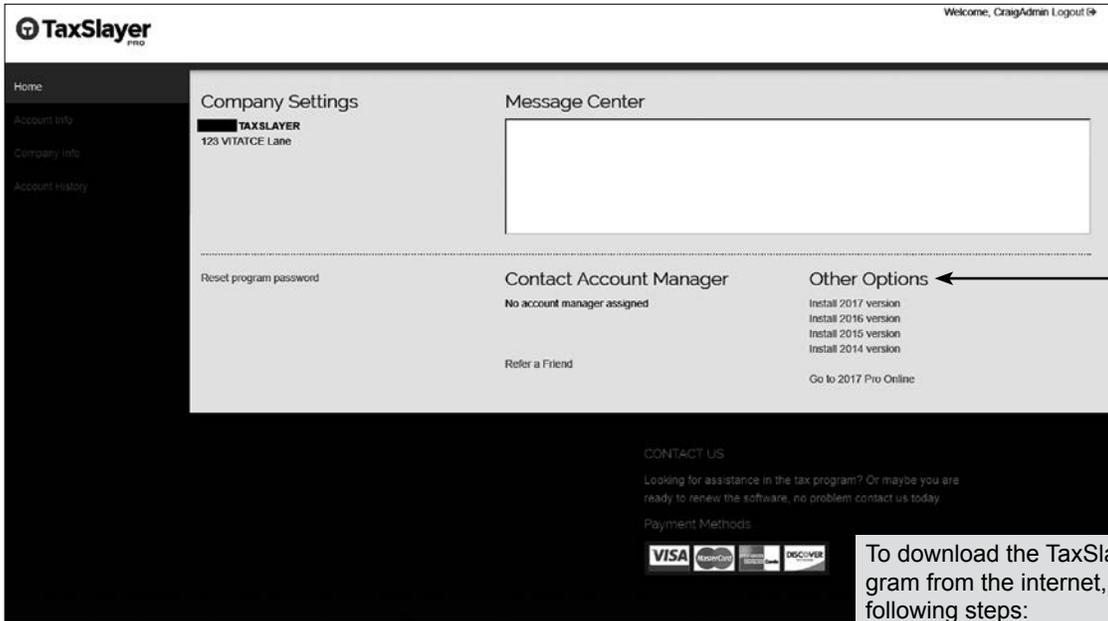 TaxSlayer
PRO
Welcome, CraigAdmin Logout
Home
Account Info
Company Info
Account History
Company Settings
TAXSLAYER
123 VITATCE Lane
Message Center
Reset program password
Contact Account Manager
No account manager assigned
Refer a Friend
Other Options
Install 2017 version
Install 2016 version
Install 2015 version
Install 2014 version
Go to 2017 Pro Online
CONTACT US
Looking for assistance in the tax program? Or maybe you are
ready to renew the software, no problem contact us today.
Payment Methods
VISA MasterCard DISCOVER
To download the TaxSla
gram from the internet,
following steps: